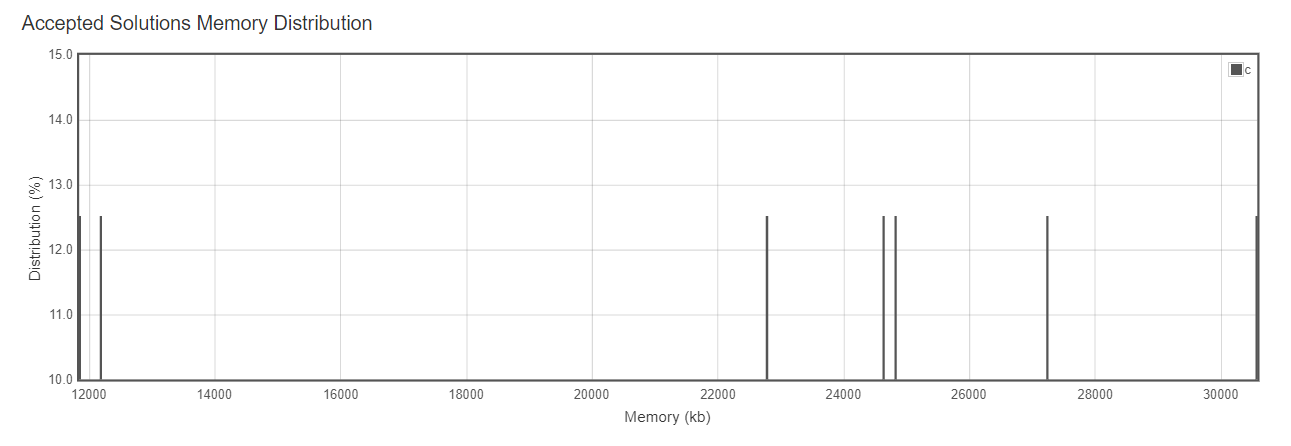 Accepted Solutions Memory Distribution
15.0
14.0
13.0
12.0
11.0
10.0
Distribution (%)
c
12000 14000 16000 18000 20000 22000 24000 26000 28000 30000
Memory (kb)